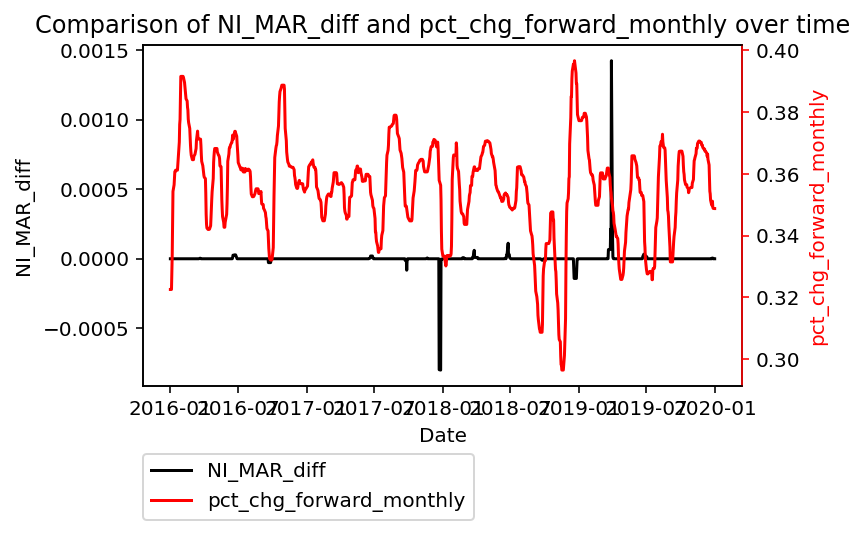 Comparison of NI_MAR_diff and pct_chg_forward_monthly over time
0.0015
0.0010
0.0005
0.0000
−0.0005
NI_MAR_diff
0.40
0.38
0.36
0.34
0.32
0.30
pct_chg_forward_monthly
2016-01 2016-07 2017-01 2017-07 2018-01 2018-07 2019-01 2019-07 2020-01
Date
NI_MAR_diff
pct_chg_forward_monthly